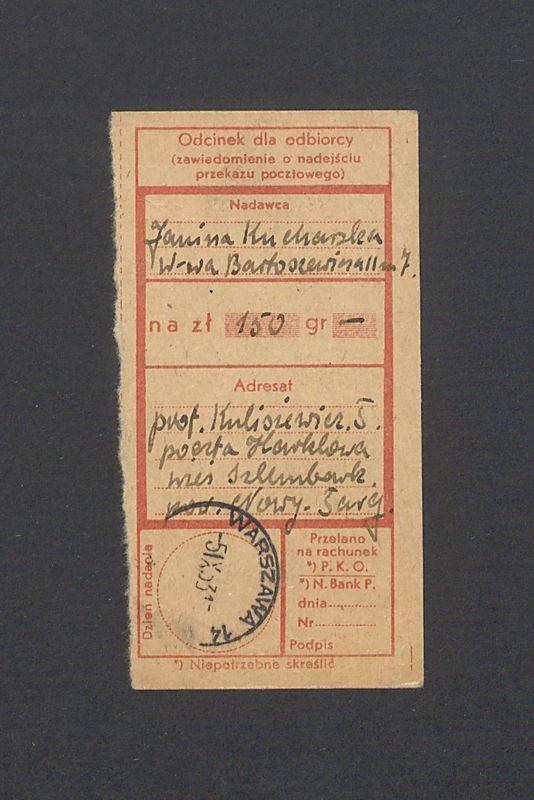 Odcinek dla odbiorcy
(zawiadomienie o nadejściu
przekazu pocztowego)
Nadawca
Janina Kucharska
W-wa Bartoszewicza 11 m 7.
na zł 150 gr —
Adresat
prof. Kulisiewicz. T.
poczta Harklowa
wieś Szlembark.
pow. Nowy-Targ.
Dzień nadania
WARSZAWA 14
Przelano
na rachunek
*) P. K. O.
*) N. Bank P.
dnia
Nr
Podpis
*) Niepotrzebne skreślić